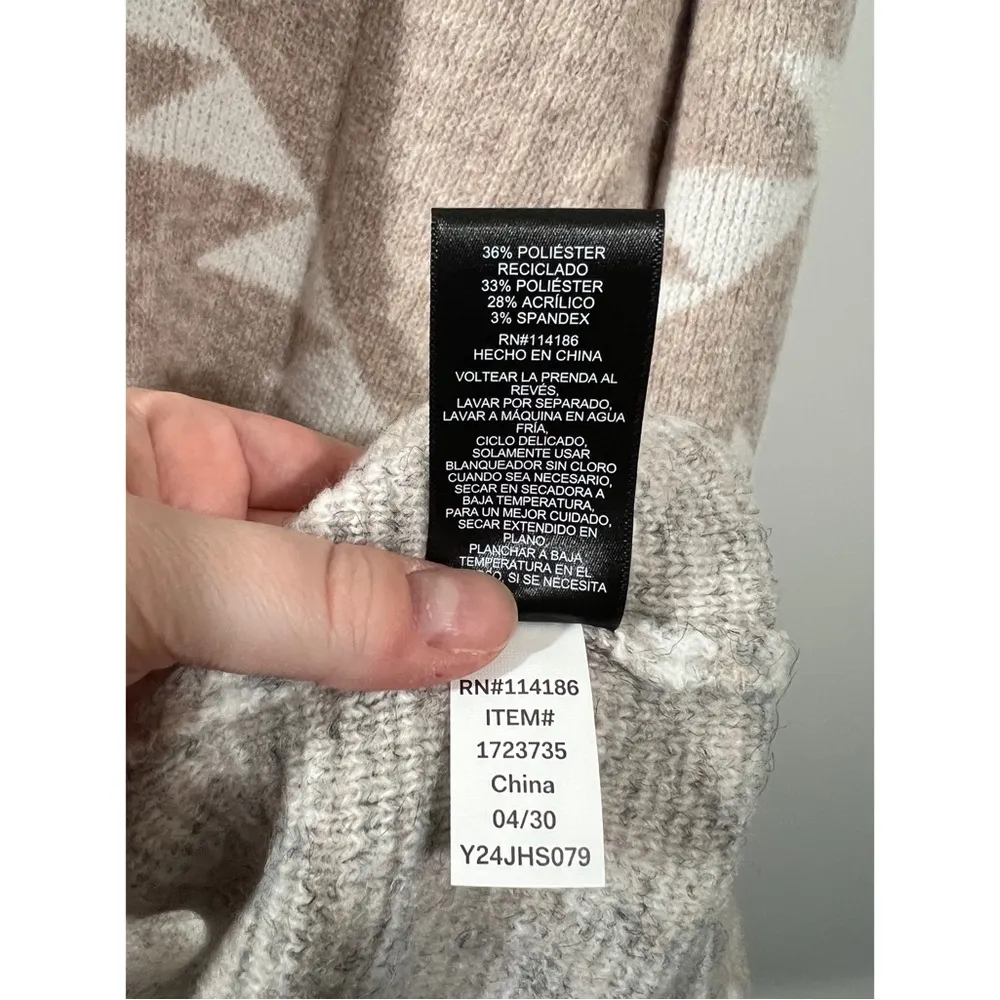 36% POLIÉSTER
RECICLADO
33% POLIÉSTER
28% ACRÍLICO
3% SPANDEX
RN#114186
HECHO EN CHINA
VOLTEAR LA PRENDA AL
REVÉS,
LAVAR POR SEPARADO,
LAVAR A MÁQUINA EN AGUA
FRÍA,
CICLO DELICADO,
SOLAMENTE USAR
BLANQUEADOR SIN CLORO
CUANDO SEA NECESARIO,
SECAR EN SECADORA A
BAJA TEMPERATURA,
PARA UN MEJOR CUIDADO,
SECAR EXTENDIDO EN
PLANO,
PLANCHAR A BAJA
TEMPERATURA EN EL
SI SE NECESITA
RN#114186
ITEM#
1723735
China
04/30
Y24JHS079